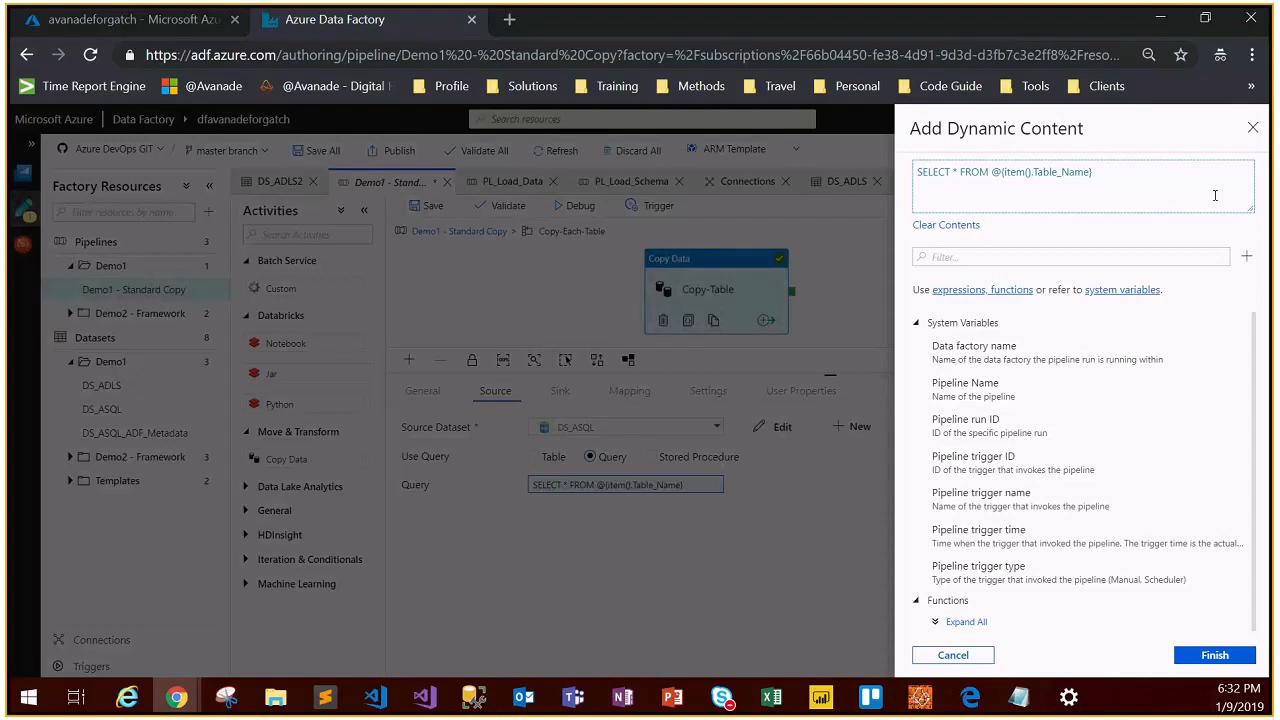 avanadeforgatch - Microsoft Azu
Azure Data Factory
https://adf.azure.com/authoring/pipeline/Demo1%20-%20Standard%20Copy?factory=%2Fsubscriptions%2F66b04450-fe38-4d91-9d3d-d3fb7c3e2ff8%2Freso...
Time Report Engine
@Avanade
@Avanade - Digital
Profile
Solutions
Training
Methods
Travel
Personal
Code Guide
Tools
Clients
»
Microsoft Azure
Data Factory
dfavanadeforgatch
Search resources
Azure DevOps GIT
master branch
Save All
Publish
Validate All
Refresh
Discard All
ARM Template
Factory Resources
Filter resources by name
Pipelines 3
Demo1 1
Demo1 - Standard Copy
Demo2 - Framework 2
Datasets 8
Demo1 3
DS_ADLS
DS_ASQL
DS_ASQL_ADF_Metadata
Demo2 - Framework 3
Templates 2
Connections
Triggers
DS_ADLS2
Demo1 - Stand... *
PL_Load_Data
PL_Load_Schema
Connections
DS_ADLS
Activities
Search Activities
Batch Service
Custom
Databricks
Notebook
Jar
Python
Move & Transform
Copy Data
Data Lake Analytics
General
HDInsight
Iteration & Conditionals
Machine Learning
Save
Validate
Debug
Trigger
Demo1 - Standard Copy
Copy-Each-Table
Copy Data
Copy-Table
General
Source
Sink
Mapping
Settings
User Properties
Source Dataset *
DS_ASQL
Edit
New
Use Query
Table
Query
Stored Procedure
Query
SELECT * FROM @{item().Table_Name}
Add Dynamic Content
SELECT * FROM @{item().Table_Name}
Clear Contents
Filter...
Use expressions, functions or refer to system variables.
System Variables
Data factory name
Name of the data factory the pipeline run is running within
Pipeline Name
Name of the pipeline
Pipeline run ID
ID of the specific pipeline run
Pipeline trigger ID
ID of the trigger that invokes the pipeline
Pipeline trigger name
Name of the trigger that invokes the pipeline
Pipeline trigger time
Time when the trigger that invoked the pipeline. The trigger time is the actual...
Pipeline trigger type
Type of the trigger that invoked the pipeline (Manual, Scheduler)
Functions
Expand All
Cancel
Finish
6:32 PM
1/9/2019